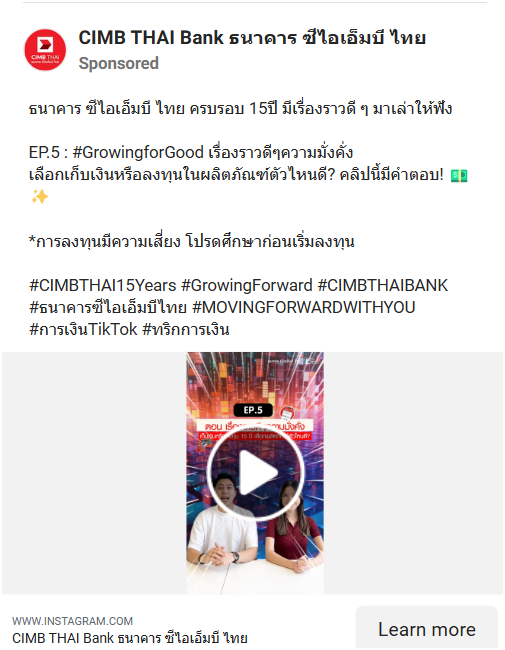 CIMB THAI Bank ธนาคาร ซีไอเอ็มบี ไทย
Sponsored
ธนาคาร ซีไอเอ็มบี ไทย ครบรอบ 15ปี มีเรื่องราวดี ๆ มาเล่าให้ฟัง
EP.5 : #GrowingforGood เรื่องราวดีๆความมั่งคั่ง
เลือกเก็บเงินหรือลงทุนในผลิตภัณฑ์ตัวไหนดี? คลิปนี้มีคำตอบ! 💵
✨
*การลงทุนมีความเสี่ยง โปรดศึกษาก่อนเริ่มลงทุน
#CIMBTHAI15Years #GrowingForward #CIMBTHAIBANK
#ธนาคารซีไอเอ็มบีไทย #MOVINGFORWARDWITHYOU
#การเงินTikTok #ทริกการเงิน
EP.5
ตอน เรื่อง
ความมั่งคั่ง
WWW.INSTAGRAM.COM
CIMB THAI Bank ธนาคาร ซีไอเอ็มบี ไทย
Learn more
CIMB THAI